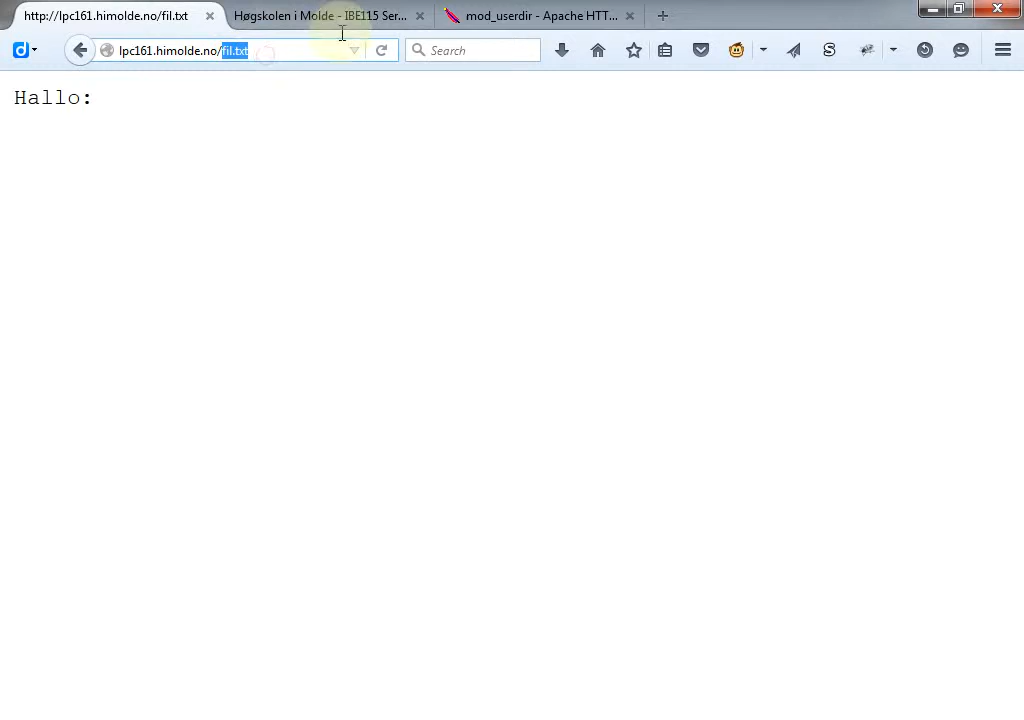 http://lpc161.himolde.no/fil.txt
Høgskolen i Molde - IBE115 Ser...
mod_userdir - Apache HTT...
lpc161.himolde.no/fil.txt
Search
Hallo: